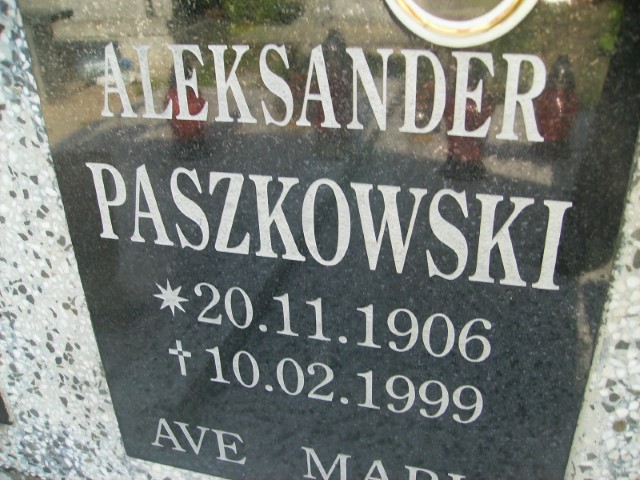 ALEKSANDER
PASZKOWSKI
* 20.11.1906
† 10.02.1999
AVE